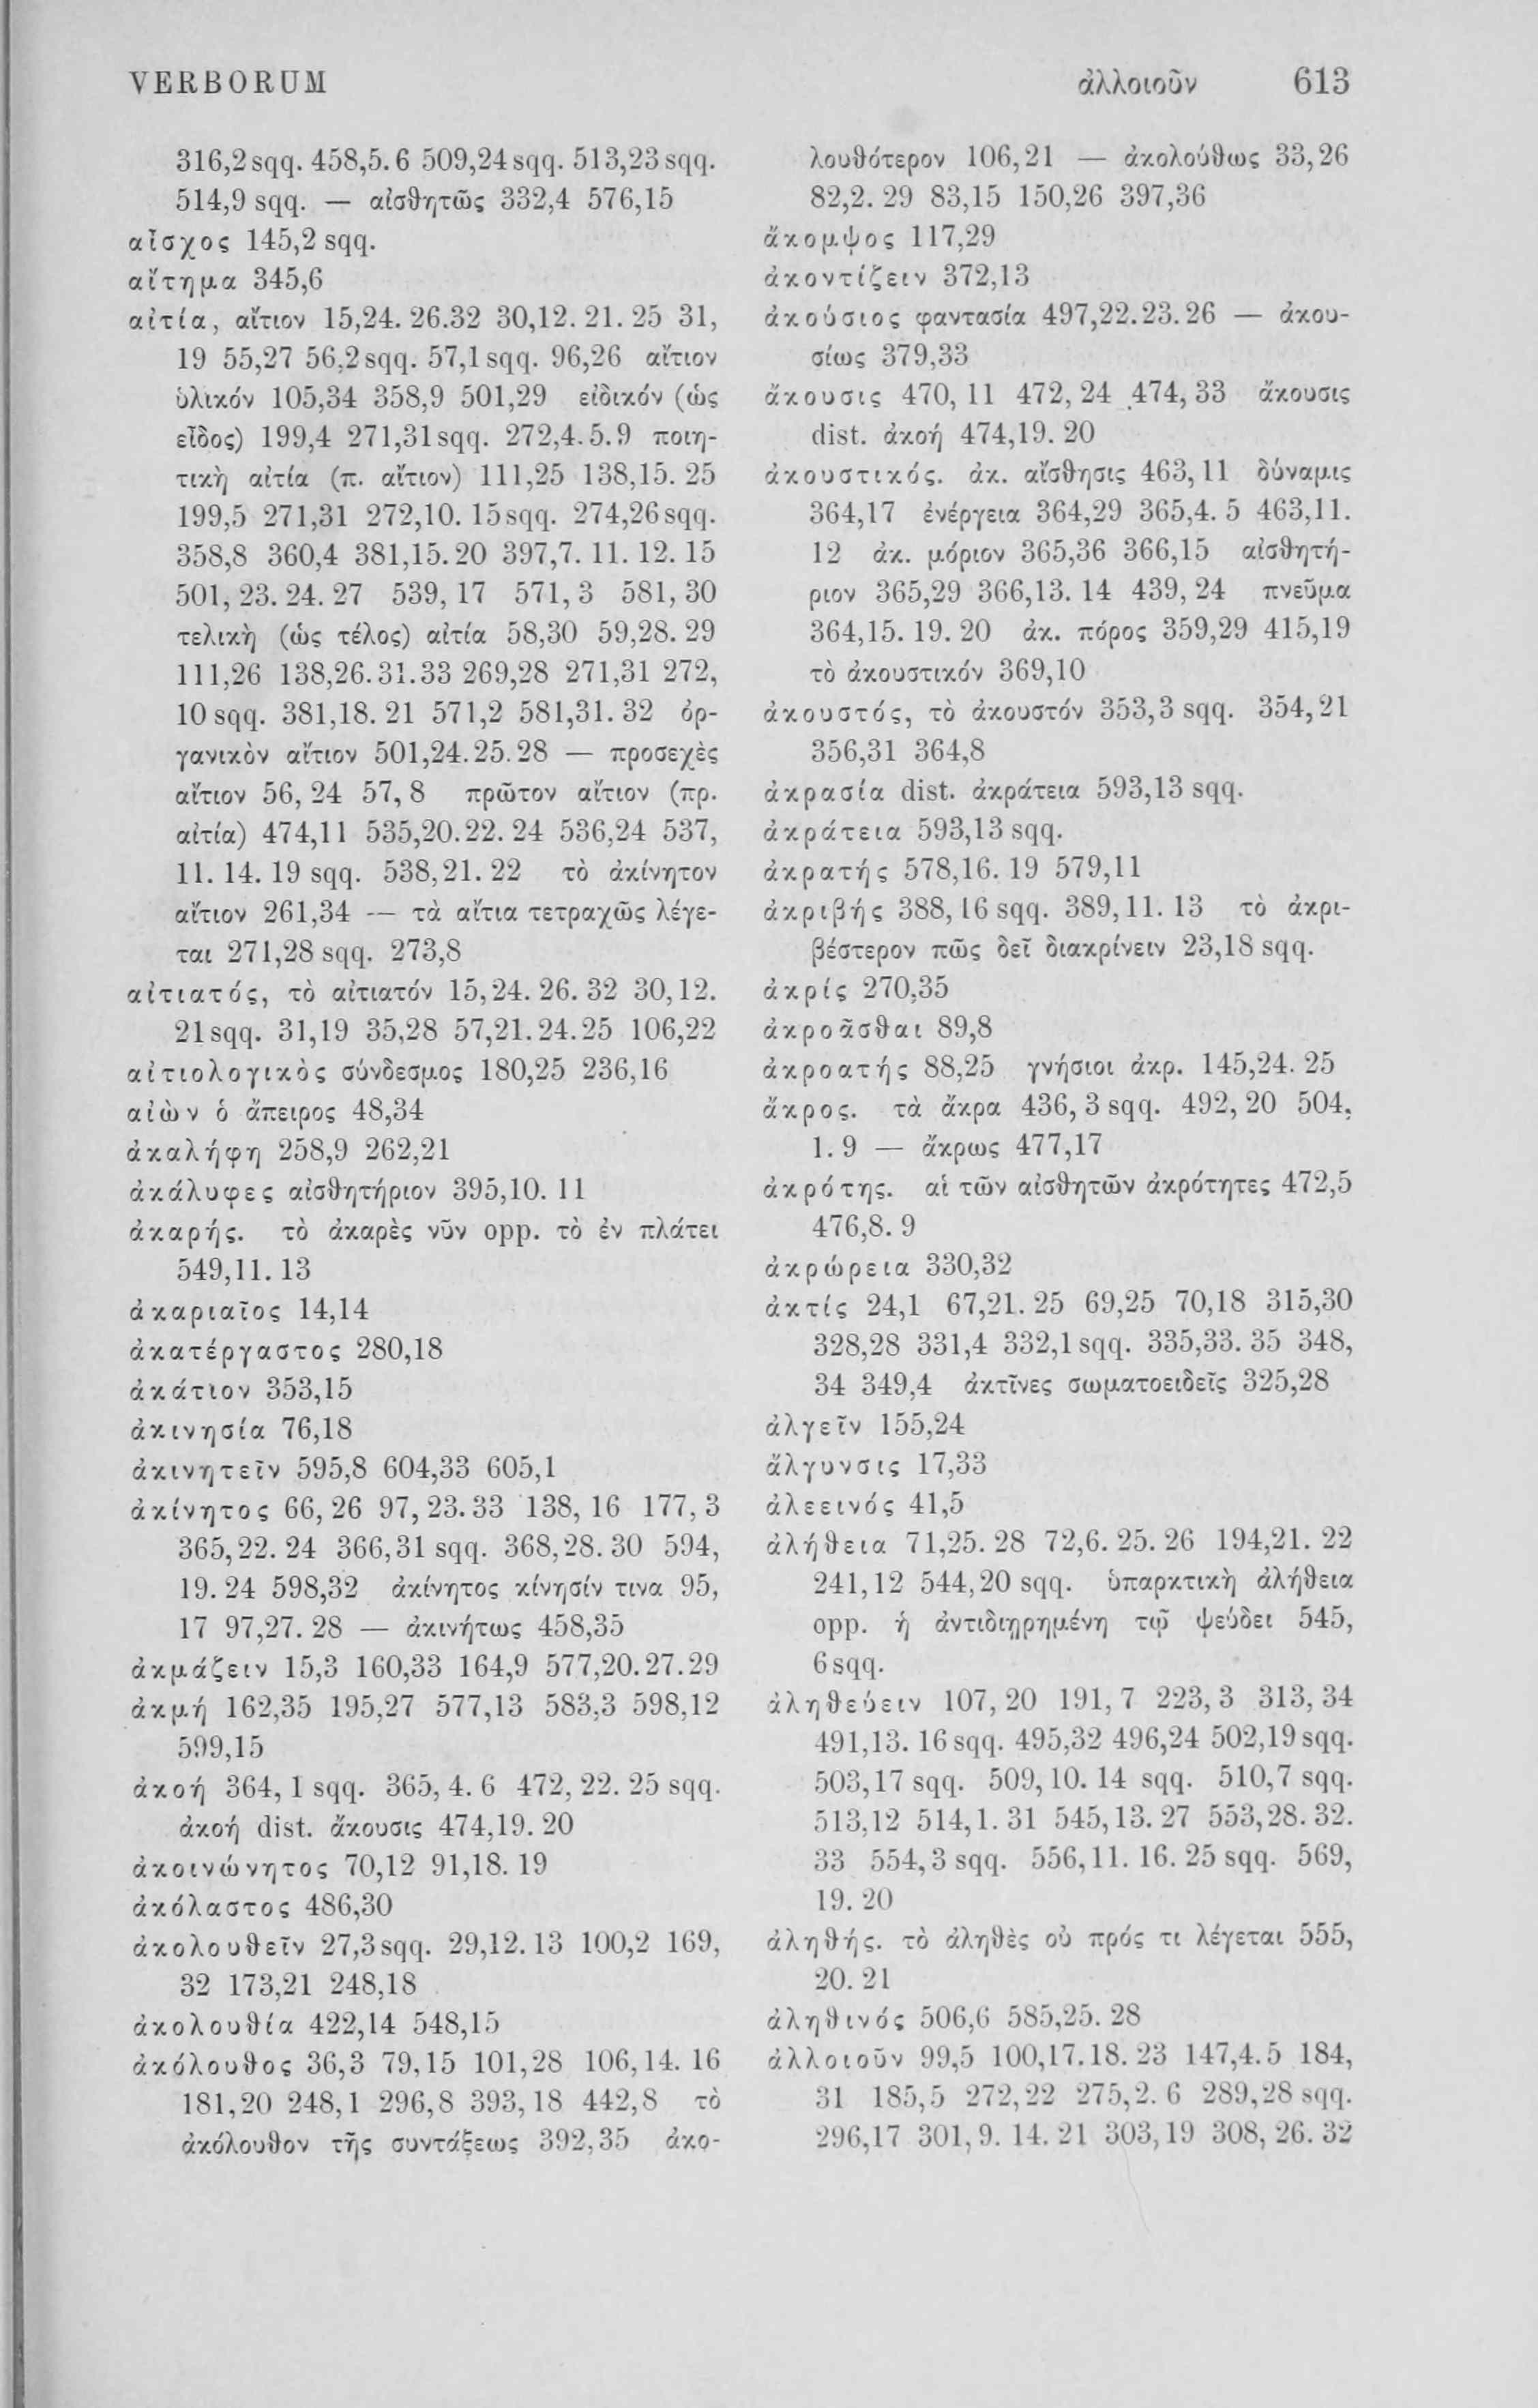 VERBORUM ἀλλοιοῦν 613
316,2 sqq. 458,5. 6 509,24 sqq. 513,23 sqq.
514,9 sqq. — αἰσθητῶς 332,4 576,15
αἶσχος 145,2 sqq.
αἴτημα 345,6
αἰτία, αἴτιον 15,24. 26.32 30,12. 21. 25 31,
19 55,27 56,2 sqq. 57,1 sqq. 96,26 αἴτιον
ὑλικόν 105,34 358,9 501,29 εἰδικόν (ὡς
εἶδος) 199,4 271,31 sqq. 272,4. 5. 9 ποιη-
τικὴ αἰτία (π. αἴτιον) 111,25 138,15. 25
199,5 271,31 272,10. 15 sqq. 274,26 sqq.
358,8 360,4 381,15. 20 397,7. 11. 12. 15
501, 23. 24. 27 539, 17 571, 3 581, 30
τελικὴ (ὡς τέλος) αἰτία 58,30 59,28. 29
111,26 138,26. 31. 33 269,28 271,31 272,
10 sqq. 381,18. 21 571,2 581,31. 32 ὀρ-
γανικὸν αἴτιον 501,24. 25. 28 — προσεχὲς
αἴτιον 56, 24 57, 8 πρῶτον αἴτιον (πρ.
αἰτία) 474,11 535,20. 22. 24 536,24 537,
11. 14. 19 sqq. 538,21. 22 τὸ ἀκίνητον
αἴτιον 261,34 — τὰ αἴτια τετραχῶς λέγε-
ται 271,28 sqq. 273,8
αἰτιατός, τὸ αἰτιατόν 15,24. 26. 32 30,12.
21 sqq. 31,19 35,28 57,21. 24. 25 106,22
αἰτιολογικὸς σύνδεσμος 180,25 236,16
αἰὼν ὁ ἄπειρος 48,34
ἀκαλήφη 258,9 262,21
ἀκάλυφες αἰσθητήριον 395,10. 11
ἀκαρής. τὸ ἀκαρὲς νῦν opp. τὸ ἐν πλάτει
549,11. 13
ἀκαριαῖος 14,14
ἀκατέργαστος 280,18
ἀκάτιον 353,15
ἀκινησία 76,18
ἀκινητεῖν 595,8 604,33 605,1
ἀκίνητος 66, 26 97, 23. 33 138, 16 177, 3
365,22. 24 366,31 sqq. 368,28. 30 594,
19. 24 598,32 ἀκίνητος κίνησίν τινα 95,
17 97,27. 28 — ἀκινήτως 458,35
ἀκμάζειν 15,3 160,33 164,9 577,20. 27. 29
ἀκμή 162,35 195,27 577,13 583,3 598,12
599,15
ἀκοή 364, 1 sqq. 365, 4. 6 472, 22. 25 sqq.
ἀκοή dist. ἄκουσις 474,19. 20
ἀκοινώνητος 70,12 91,18. 19
ἀκόλαστος 486,30
ἀκολουθεῖν 27,3 sqq. 29,12. 13 100,2 169,
32 173,21 248,18
ἀκολουθία 422,14 548,15
ἀκόλουθος 36,3 79,15 101,28 106,14. 16
181,20 248,1 296,8 393,18 442,8 τὸ
ἀκόλουθον τῆς συντάξεως 392,35 ἀκο-
λουθότερον 106,21 — ἀκολούθως 33,26
82,2. 29 83,15 150,26 397,36
ἄκομψος 117,29
ἀκοντίζειν 372,13
ἀκούσιος φαντασία 497,22. 23. 26 — ἀκου-
σίως 379,33
ἄκουσις 470, 11 472, 24 474, 33 ἄκουσις
dist. ἀκοή 474,19. 20
ἀκουστικός. ἀκ. αἴσθησις 463,11 δύναμις
364,17 ἐνέργεια 364,29 365,4. 5 463,11.
12 ἀκ. μόριον 365,36 366,15 αἰσθητή-
ριον 365,29 366,13. 14 439, 24 πνεῦμα
364,15. 19. 20 ἀκ. πόρος 359,29 415,19
τὸ ἀκουστικόν 369,10
ἀκουστός, τὸ ἀκουστόν 353,3 sqq. 354,21
356,31 364,8
ἀκρασία dist. ἀκράτεια 593,13 sqq.
ἀκράτεια 593,13 sqq.
ἀκρατής 578,16. 19 579,11
ἀκριβής 388,16 sqq. 389,11. 13 τὸ ἀκρι-
βέστερον πῶς δεῖ διακρίνειν 23,18 sqq.
ἀκρίς 270,35
ἀκροᾶσθαι 89,8
ἀκροατής 88,25 γνήσιοι ἀκρ. 145,24. 25
ἄκρος. τὰ ἄκρα 436, 3 sqq. 492, 20 504,
1. 9 — ἄκρως 477,17
ἀκρότης. αἱ τῶν αἰσθητῶν ἀκρότητες 472,5
476,8. 9
ἀκρώρεια 330,32
ἀκτίς 24,1 67,21. 25 69,25 70,18 315,30
328,28 331,4 332,1 sqq. 335,33. 35 348,
34 349,4 ἀκτῖνες σωματοειδεῖς 325,28
ἀλγεῖν 155,24
ἄλγυνσις 17,33
ἀλεεινός 41,5
ἀλήθεια 71,25. 28 72,6. 25. 26 194,21. 22
241,12 544,20 sqq. ὑπαρκτικὴ ἀλήθεια
opp. ἡ ἀντιδιῃρημένη τῷ ψεύδει 545,
6 sqq.
ἀληθεύειν 107, 20 191, 7 223, 3 313, 34
491,13. 16 sqq. 495,32 496,24 502,19 sqq.
503,17 sqq. 509, 10. 14 sqq. 510,7 sqq.
513,12 514,1. 31 545,13. 27 553,28. 32.
33 554,3 sqq. 556,11. 16. 25 sqq. 569,
19. 20
ἀληθής. τὸ ἀληθὲς οὐ πρός τι λέγεται 555,
20. 21
ἀληθινός 506,6 585,25. 28
ἀλλοιοῦν 99,5 100,17. 18. 23 147,4. 5 184,
31 185,5 272,22 275,2. 6 289,28 sqq.
296,17 301, 9. 14. 21 303,19 308, 26. 32